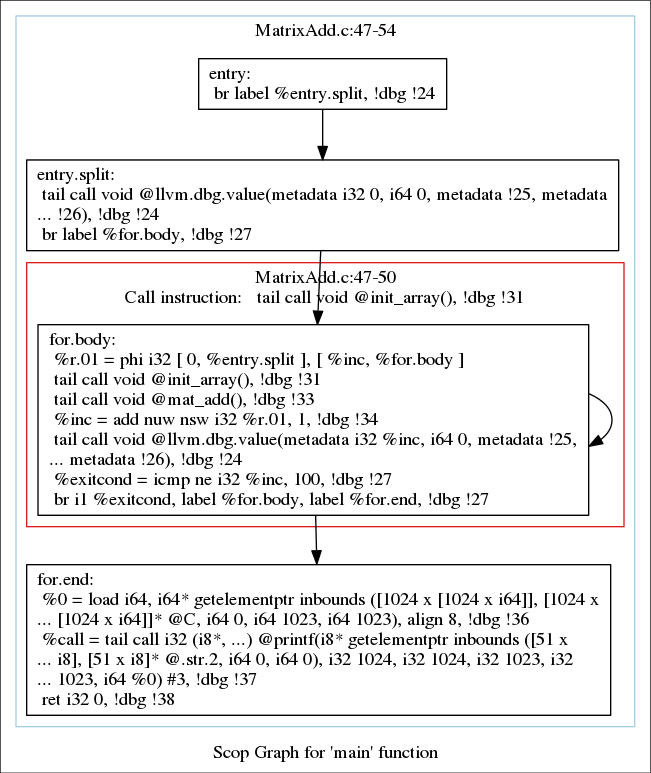 MatrixAdd.c:47-54
entry:
br label %entry.split, !dbg !24
entry.split:
tail call void @llvm.dbg.value(metadata i32 0, i64 0, metadata !25, metadata
... !26), !dbg !24
br label %for.body, !dbg !27
MatrixAdd.c:47-50
Call instruction:   tail call void @init_array(), !dbg !31
for.body:
%r.01 = phi i32 [ 0, %entry.split ], [ %inc, %for.body ]
tail call void @init_array(), !dbg !31
tail call void @mat_add(), !dbg !33
%inc = add nuw nsw i32 %r.01, 1, !dbg !34
tail call void @llvm.dbg.value(metadata i32 %inc, i64 0, metadata !25,
... metadata !26), !dbg !24
%exitcond = icmp ne i32 %inc, 100, !dbg !27
br i1 %exitcond, label %for.body, label %for.end, !dbg !27
for.end:
%0 = load i64, i64* getelementptr inbounds ([1024 x [1024 x i64]], [1024 x
... [1024 x i64]]* @C, i64 0, i64 1023, i64 1023), align 8, !dbg !36
%call = tail call i32 (i8*, ...) @printf(i8* getelementptr inbounds ([51 x
... i8], [51 x i8]* @.str.2, i64 0, i64 0), i32 1024, i32 1024, i32 1023, i32
... 1023, i64 %0) #3, !dbg !37
ret i32 0, !dbg !38
Scop Graph for 'main' function